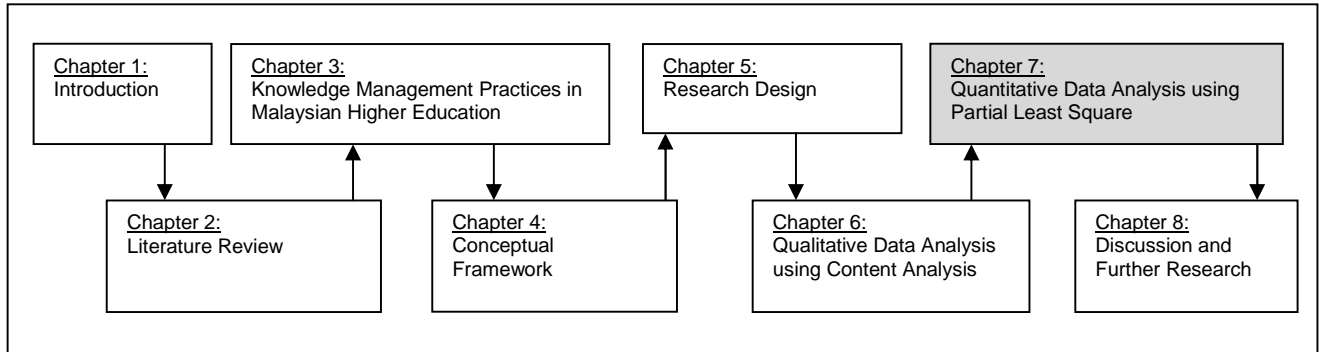 Chapter 1:
Introduction
Chapter 2:
Literature Review
Chapter 3:
Knowledge Management Practices in
Malaysian Higher Education
Chapter 4:
Conceptual
Framework
Chapter 5:
Research Design
Chapter 6:
Qualitative Data Analysis
using Content Analysis
Chapter 7:
Quantitative Data Analysis using
Partial Least Square
Chapter 8:
Discussion and
Further Research